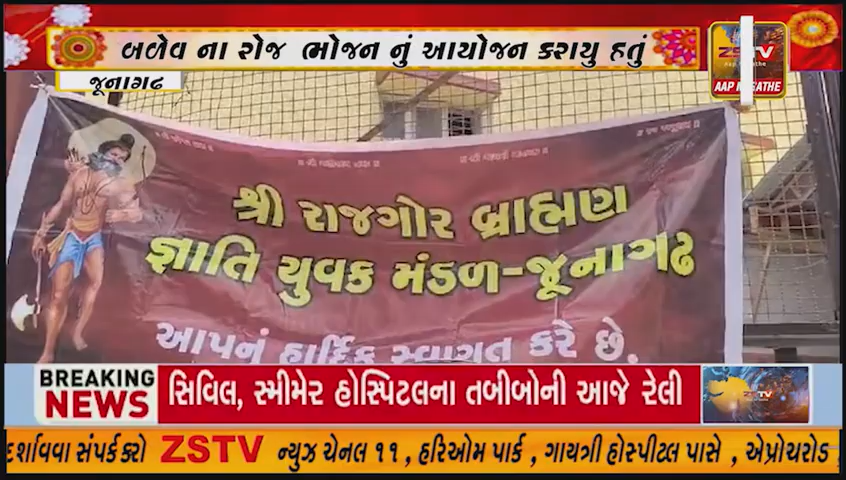 બળેવ ના રોજ ભોજન નું આયોજન કરાયુ હતું
ZSTV
AAP K SATHE
જૂનાગઢ
શ્રી રાજગોર બ્રાહ્મણ
જ્ઞાતિ યુવક મંડળ-જૂનાગઢ
આપનું હાર્દિક સ્વાગત કરે છે.
BREAKING NEWS
સિવિલ, સ્મીમેર હોસ્પિટલના તબીબોની આજે રેલી
ZSTV
દર્શાવવા સંપર્ક કરો ZSTV ન્યુઝ ચેનલ ૧૧ , હરિઓમ પાર્ક , ગાયત્રી હોસ્પીટલ પાસે , એપ્રોચરોડ